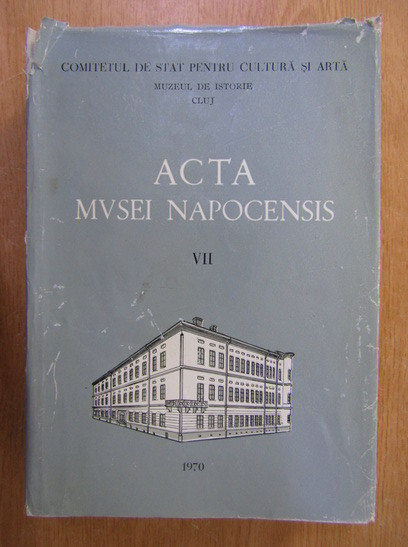 COMITETUL DE STAT PENTRU CULTURĂ ȘI ARTĂ
MUZEUL DE ISTORIE
CLUJ
ACTA
MVSEI NAPOCENSIS
VII
1970